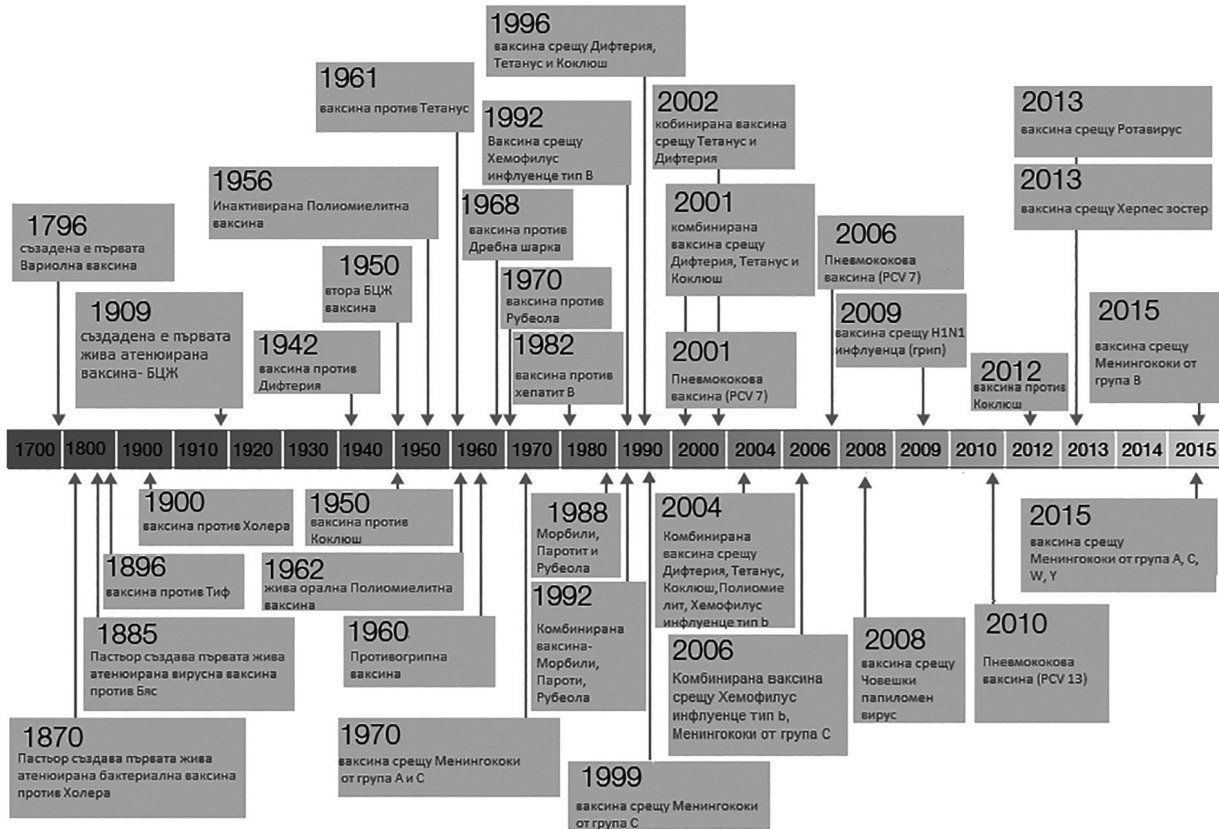 1996
ваксина срещу Дифтерия,
Тетанус и Коклюш
1961
ваксина против Тетанус
1992
Ваксина срещу
Хемофилус
инфлуенце тип В
2002
кобинирана ваксина
срещу Тетанус и
Дифтерия
2013
ваксина срещу Ротавирус
1956
Инактивирана Полиомиелитна
ваксина
1968
ваксина против
Дребна шарка
2001
комбинирана
ваксина срещу
Дифтерия, Тетанус и
Коклюш
2013
ваксина срещу Херпес зостер
1796
създадена е първата
Вариолна ваксина
1950
втора БЦЖ
ваксина
1970
ваксина против
Рубеола
2006
Пневмококова
ваксина (PCV 7)
1909
създадена е първата
жива атенюирана
ваксина- БЦЖ
1942
ваксина против
Дифтерия
1982
ваксина против
хепатит В
2001
Пневмококова
ваксина (PCV 7)
2009
ваксина срещу H1N1
инфлуенца (грип)
2012
ваксина против
Коклюш
2015
ваксина срещу
Менингококи от
група В
1700 1800 1900 1910 1920 1930 1940 1950 1960 1970 1980 1990 2000 2004 2006 2008 2009 2010 2012 2013 2014 2015
1900
ваксина против Холера
1950
ваксина против
Коклюш
1988
Морбили,
Паротит и
Рубеола
2004
Комбинирана
ваксина срещу
Дифтерия, Тетанус,
Коклюш,Полиомие
лит, Хемофилус
инфлуенце тип b
2015
ваксина срещу
Менингококи от група А, С,
W, Y
1896
ваксина против Тиф
1962
жива орална Полиомиелитна
ваксина
1992
Комбинирана
ваксина-
Морбили,
Пароти,
Рубеола
1885
Пастьор създава първата жива
атенюирана вирусна ваксина
против Бяс
1960
Противогрипна
ваксина
2006
Комбинирана ваксина
срещу Хемофилус
инфлуенце тип b,
Менингококи от група С
2008
ваксина срещу
Човешки
папиломен
вирус
2010
Пневмококова
ваксина (PCV 13)
1870
Пастьор създава първата жива
атенюирана бактериална ваксина
против Холера
1970
ваксина срещу Менингококи
от група А и С
1999
ваксина срещу Менингококи
от група С